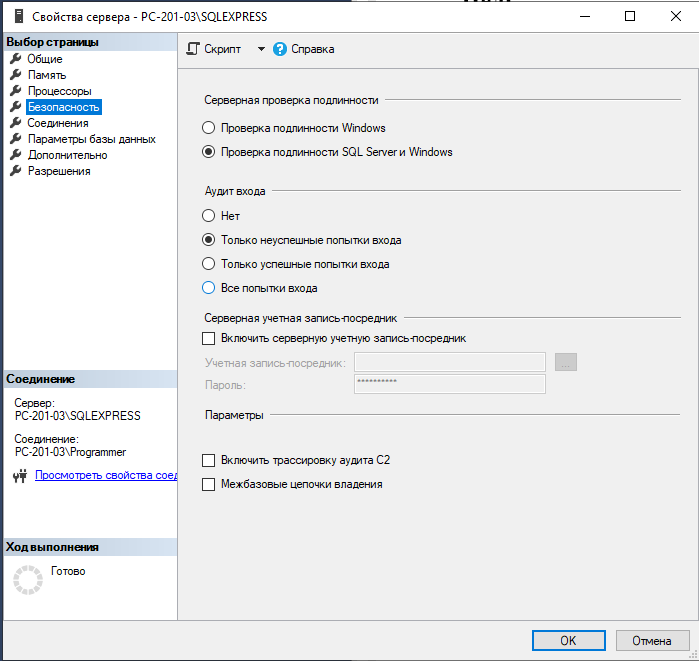 Свойства сервера - PC-201-03\SQLEXPRESS
Выбор страницы
Общие
Память
Процессоры
Безопасность
Соединения
Параметры базы данных
Дополнительно
Разрешения
Скрипт
Справка
Серверная проверка подлинности
Проверка подлинности Windows
Проверка подлинности SQL Server и Windows
Аудит входа
Нет
Только неуспешные попытки входа
Только успешные попытки входа
Все попытки входа
Серверная учетная запись-посредник
Включить серверную учетную запись-посредник
Учетная запись-посредник:
...
Пароль:
**********
Параметры
Включить трассировку аудита C2
Межбазовые цепочки владения
Соединение
Сервер:
PC-201-03\SQLEXPRESS
Соединение:
PC-201-03\Programmer
Просмотреть свойства соед
Ход выполнения
Готово
OK
Отмена